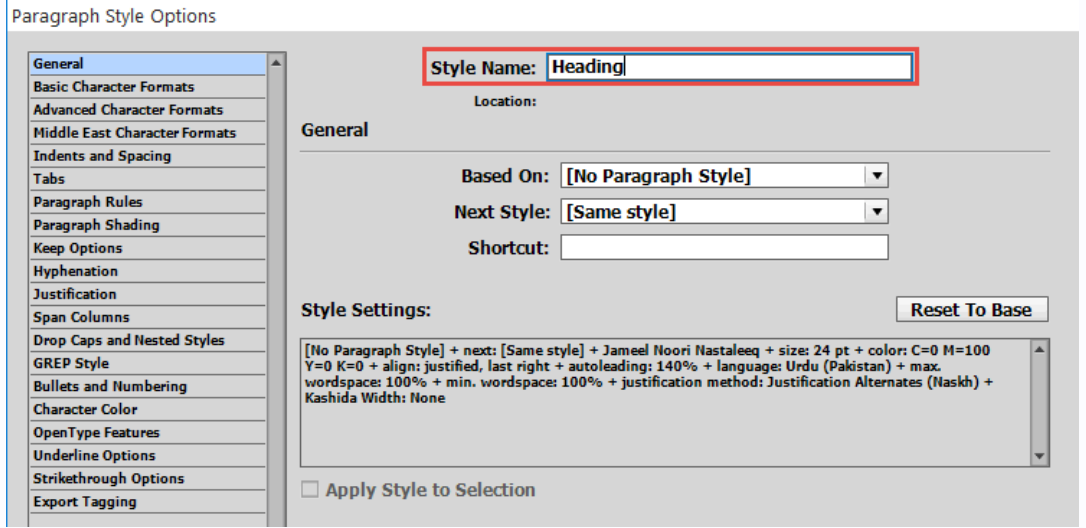 Paragraph Style Options
General
Basic Character Formats
Advanced Character Formats
Middle East Character Formats
Indents and Spacing
Tabs
Paragraph Rules
Paragraph Shading
Keep Options
Hyphenation
Justification
Span Columns
Drop Caps and Nested Styles
GREP Style
Bullets and Numbering
Character Color
OpenType Features
Underline Options
Strikethrough Options
Export Tagging
Style Name: Heading
Location:
General
Based On: [No Paragraph Style]
Next Style: [Same style]
Shortcut:
Style Settings:
Reset To Base
[No Paragraph Style] + next: [Same style] + Jameel Noori Nastaleeq + size: 24 pt + color: C=0 M=100
Y=0 K=0 + align: justified, last right + autoleading: 140% + language: Urdu (Pakistan) + max.
wordspace: 100% + min. wordspace: 100% + justification method: Justification Alternates (Naskh) +
Kashida Width: None
Apply Style to Selection